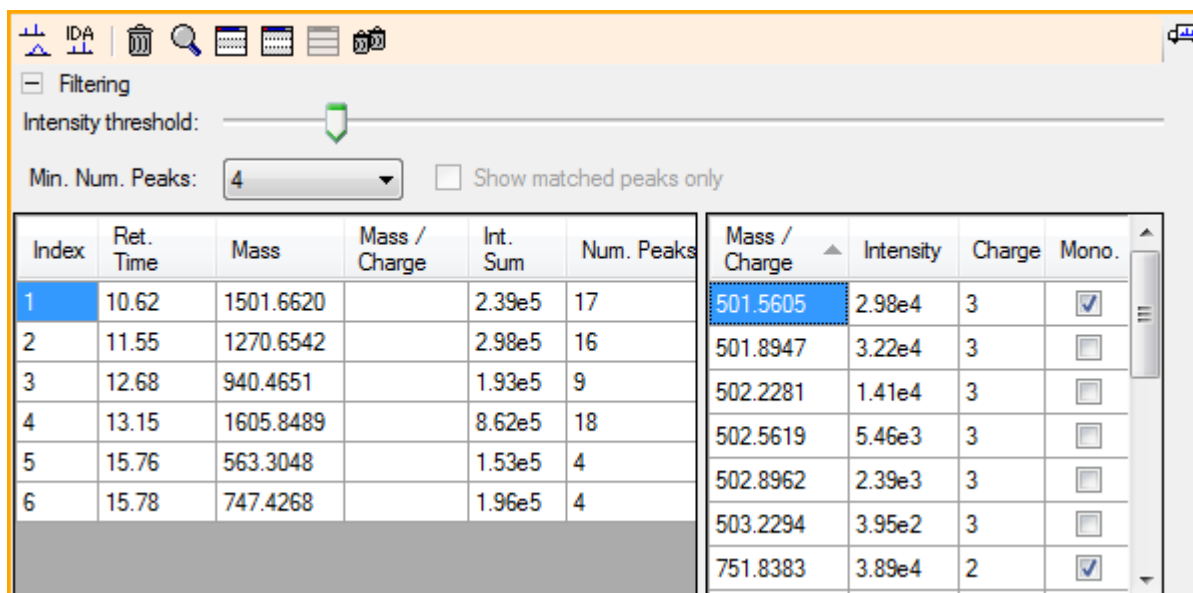 IDA
Filtering
Intensity threshold:
Min. Num. Peaks: 4 Show matched peaks only
Index Ret. Time Mass Mass / Charge Int. Sum Num. Peaks
1 10.62 1501.6620 2.39e5 17
2 11.55 1270.6542 2.98e5 16
3 12.68 940.4651 1.93e5 9
4 13.15 1605.8489 8.62e5 18
5 15.76 563.3048 1.53e5 4
6 15.78 747.4268 1.96e5 4
Mass / Charge Intensity Charge Mono.
501.5605 2.98e4 3
501.8947 3.22e4 3
502.2281 1.41e4 3
502.5619 5.46e3 3
502.8962 2.39e3 3
503.2294 3.95e2 3
751.8383 3.89e4 2